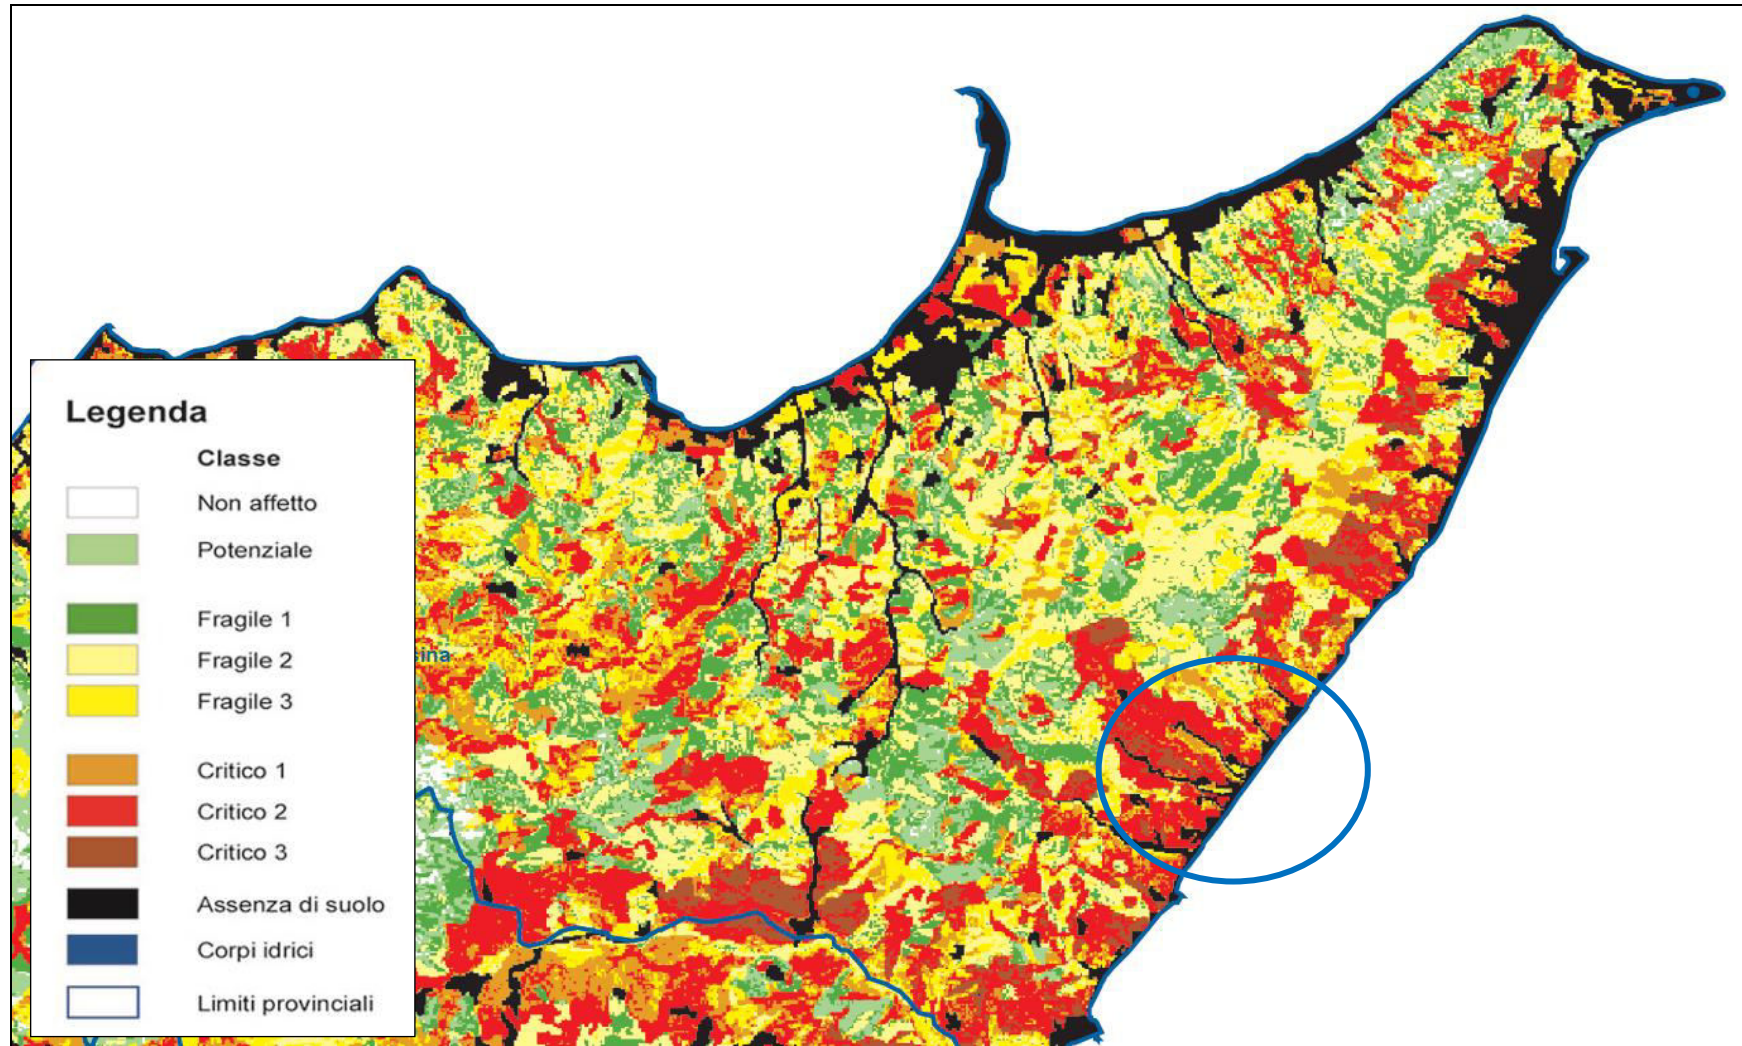 Legenda
Classe
Non affetto
Potenziale
Fragile 1
Fragile 2
Fragile 3
Critico 1
Critico 2
Critico 3
Assenza di suolo
Corpi idrici
Limiti provinciali
ina